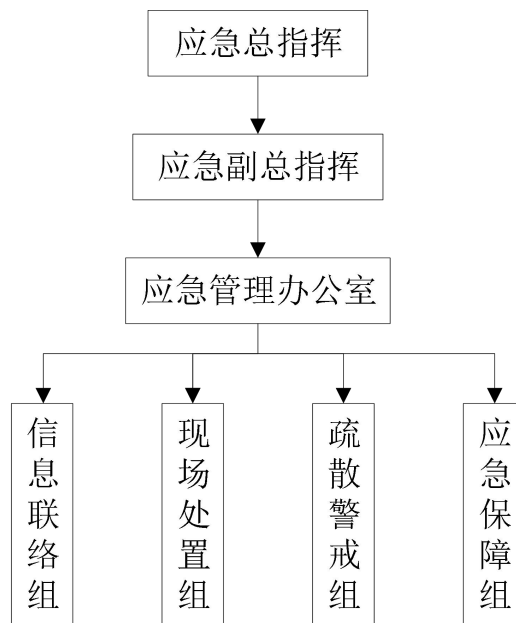 应急总指挥
应急副总指挥
应急管理办公室
信息联络组
现场处置组
疏散警戒组
应急保障组